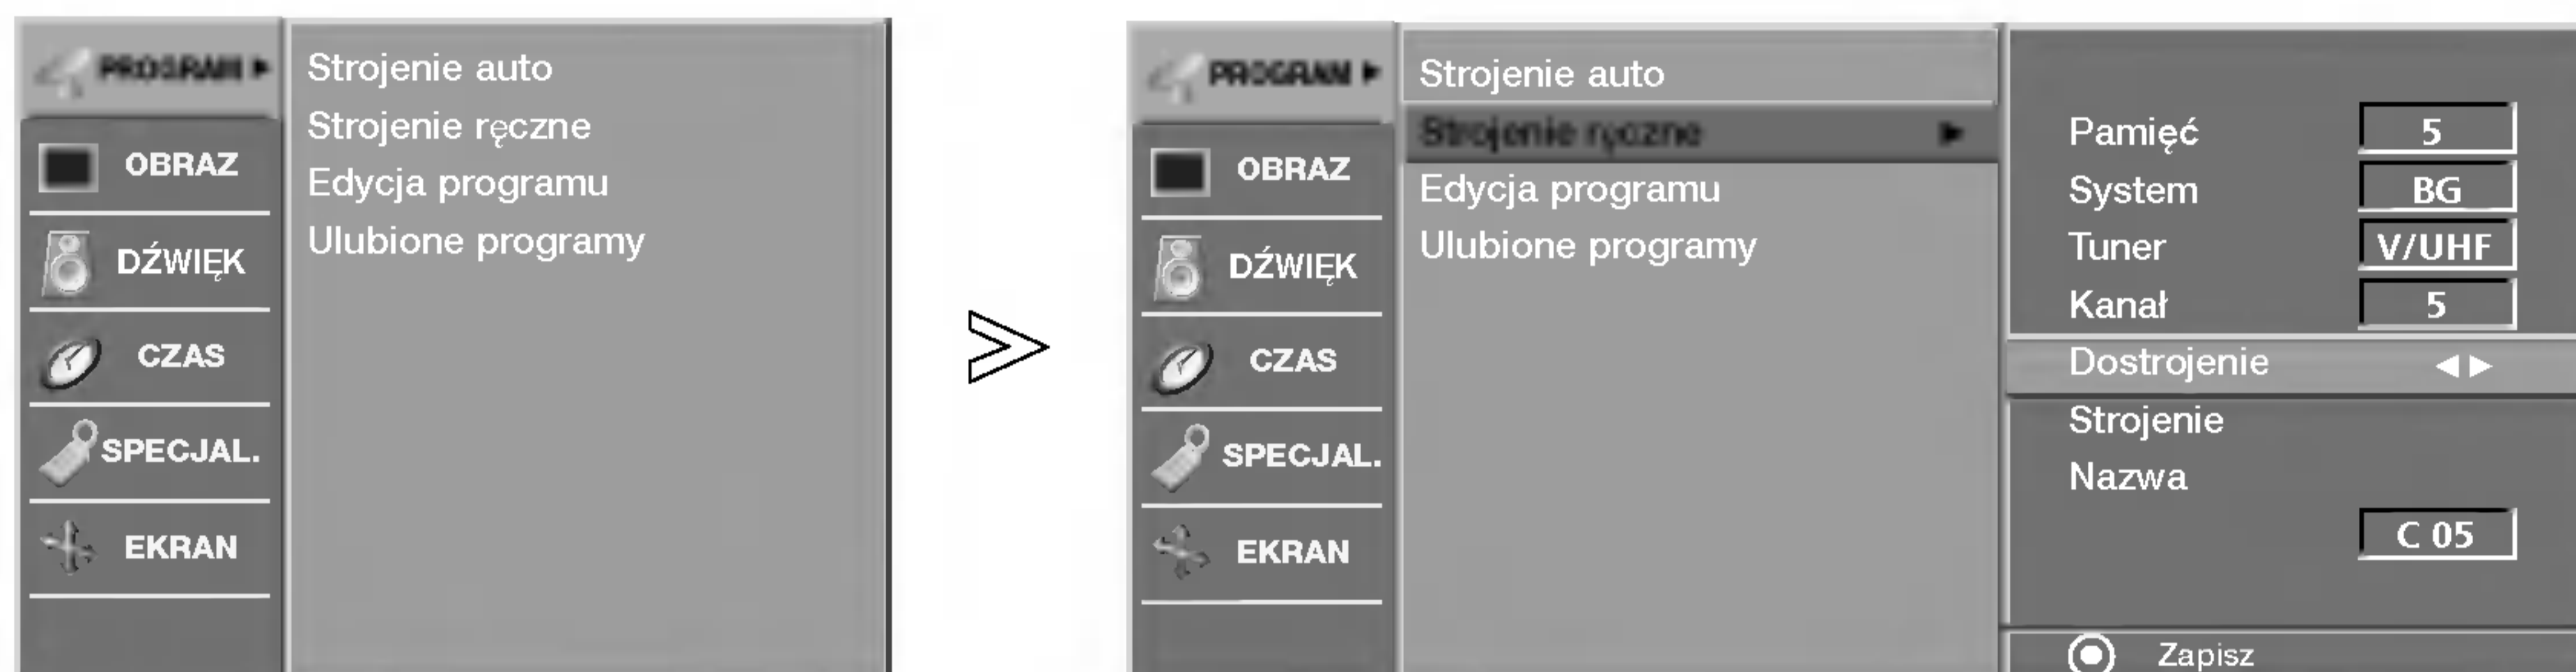 PROGRAM
Strojenie auto
Strojenie ręczne
Edycja programu
Ulubione programy
OBRAZ
DŹWIĘK
CZAS
SPECJAL.
EKRAN
PROGRAM
Strojenie auto
Strojenie ręczne
Edycja programu
Ulubione programy
OBRAZ
DŹWIĘK
CZAS
SPECJAL.
EKRAN
Pamięć 5
System BG
Tuner V/UHF
Kanał 5
Dostrojenie ◀▶
Strojenie
Nazwa
C 05
Zapisz